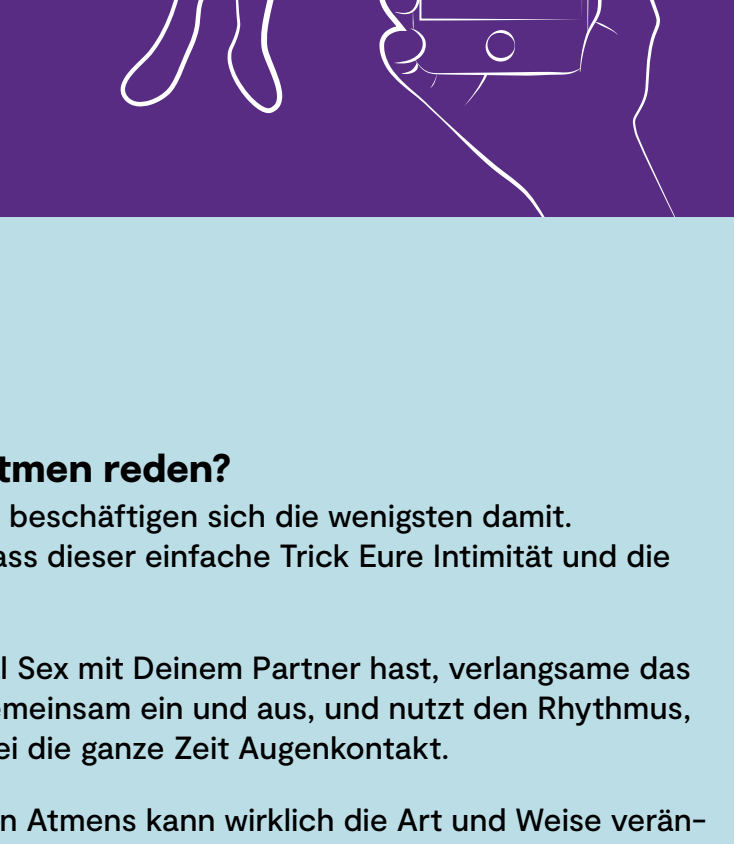 tmen reden?
beschäftigen sich die wenigsten damit.
ass dieser einfache Trick Eure Intimität und die
l Sex mit Deinem Partner hast, verlangsame das
emeinsam ein und aus, und nutzt den Rhythmus,
ei die ganze Zeit Augenkontakt.
n Atmens kann wirklich die Art und Weise verän-